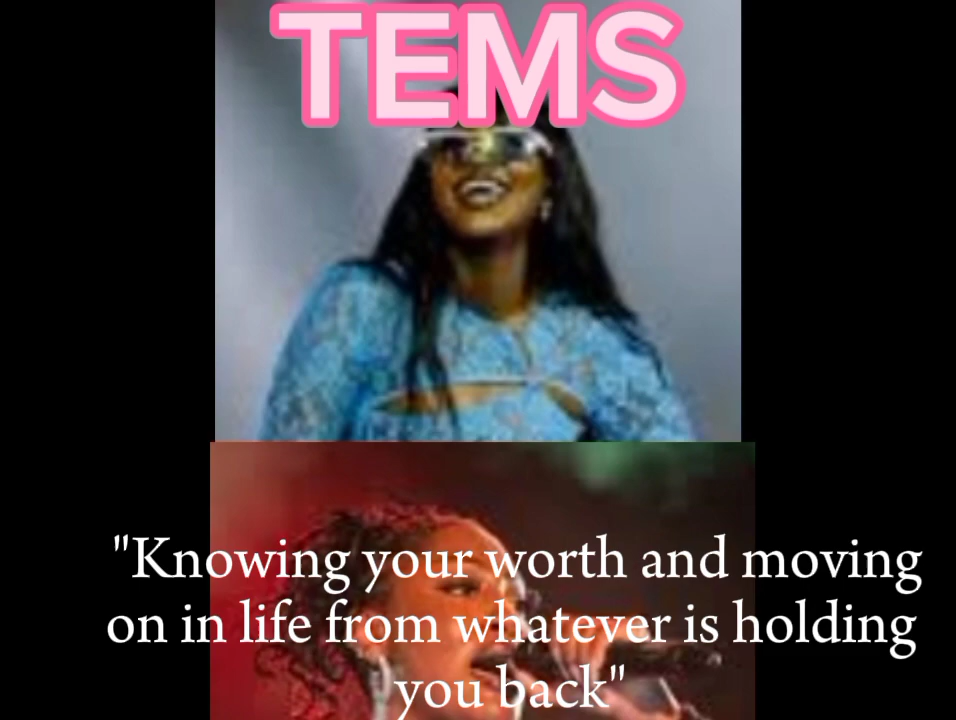 TEMS
"Knowing your worth and moving
on in life from whatever is holding
you back"